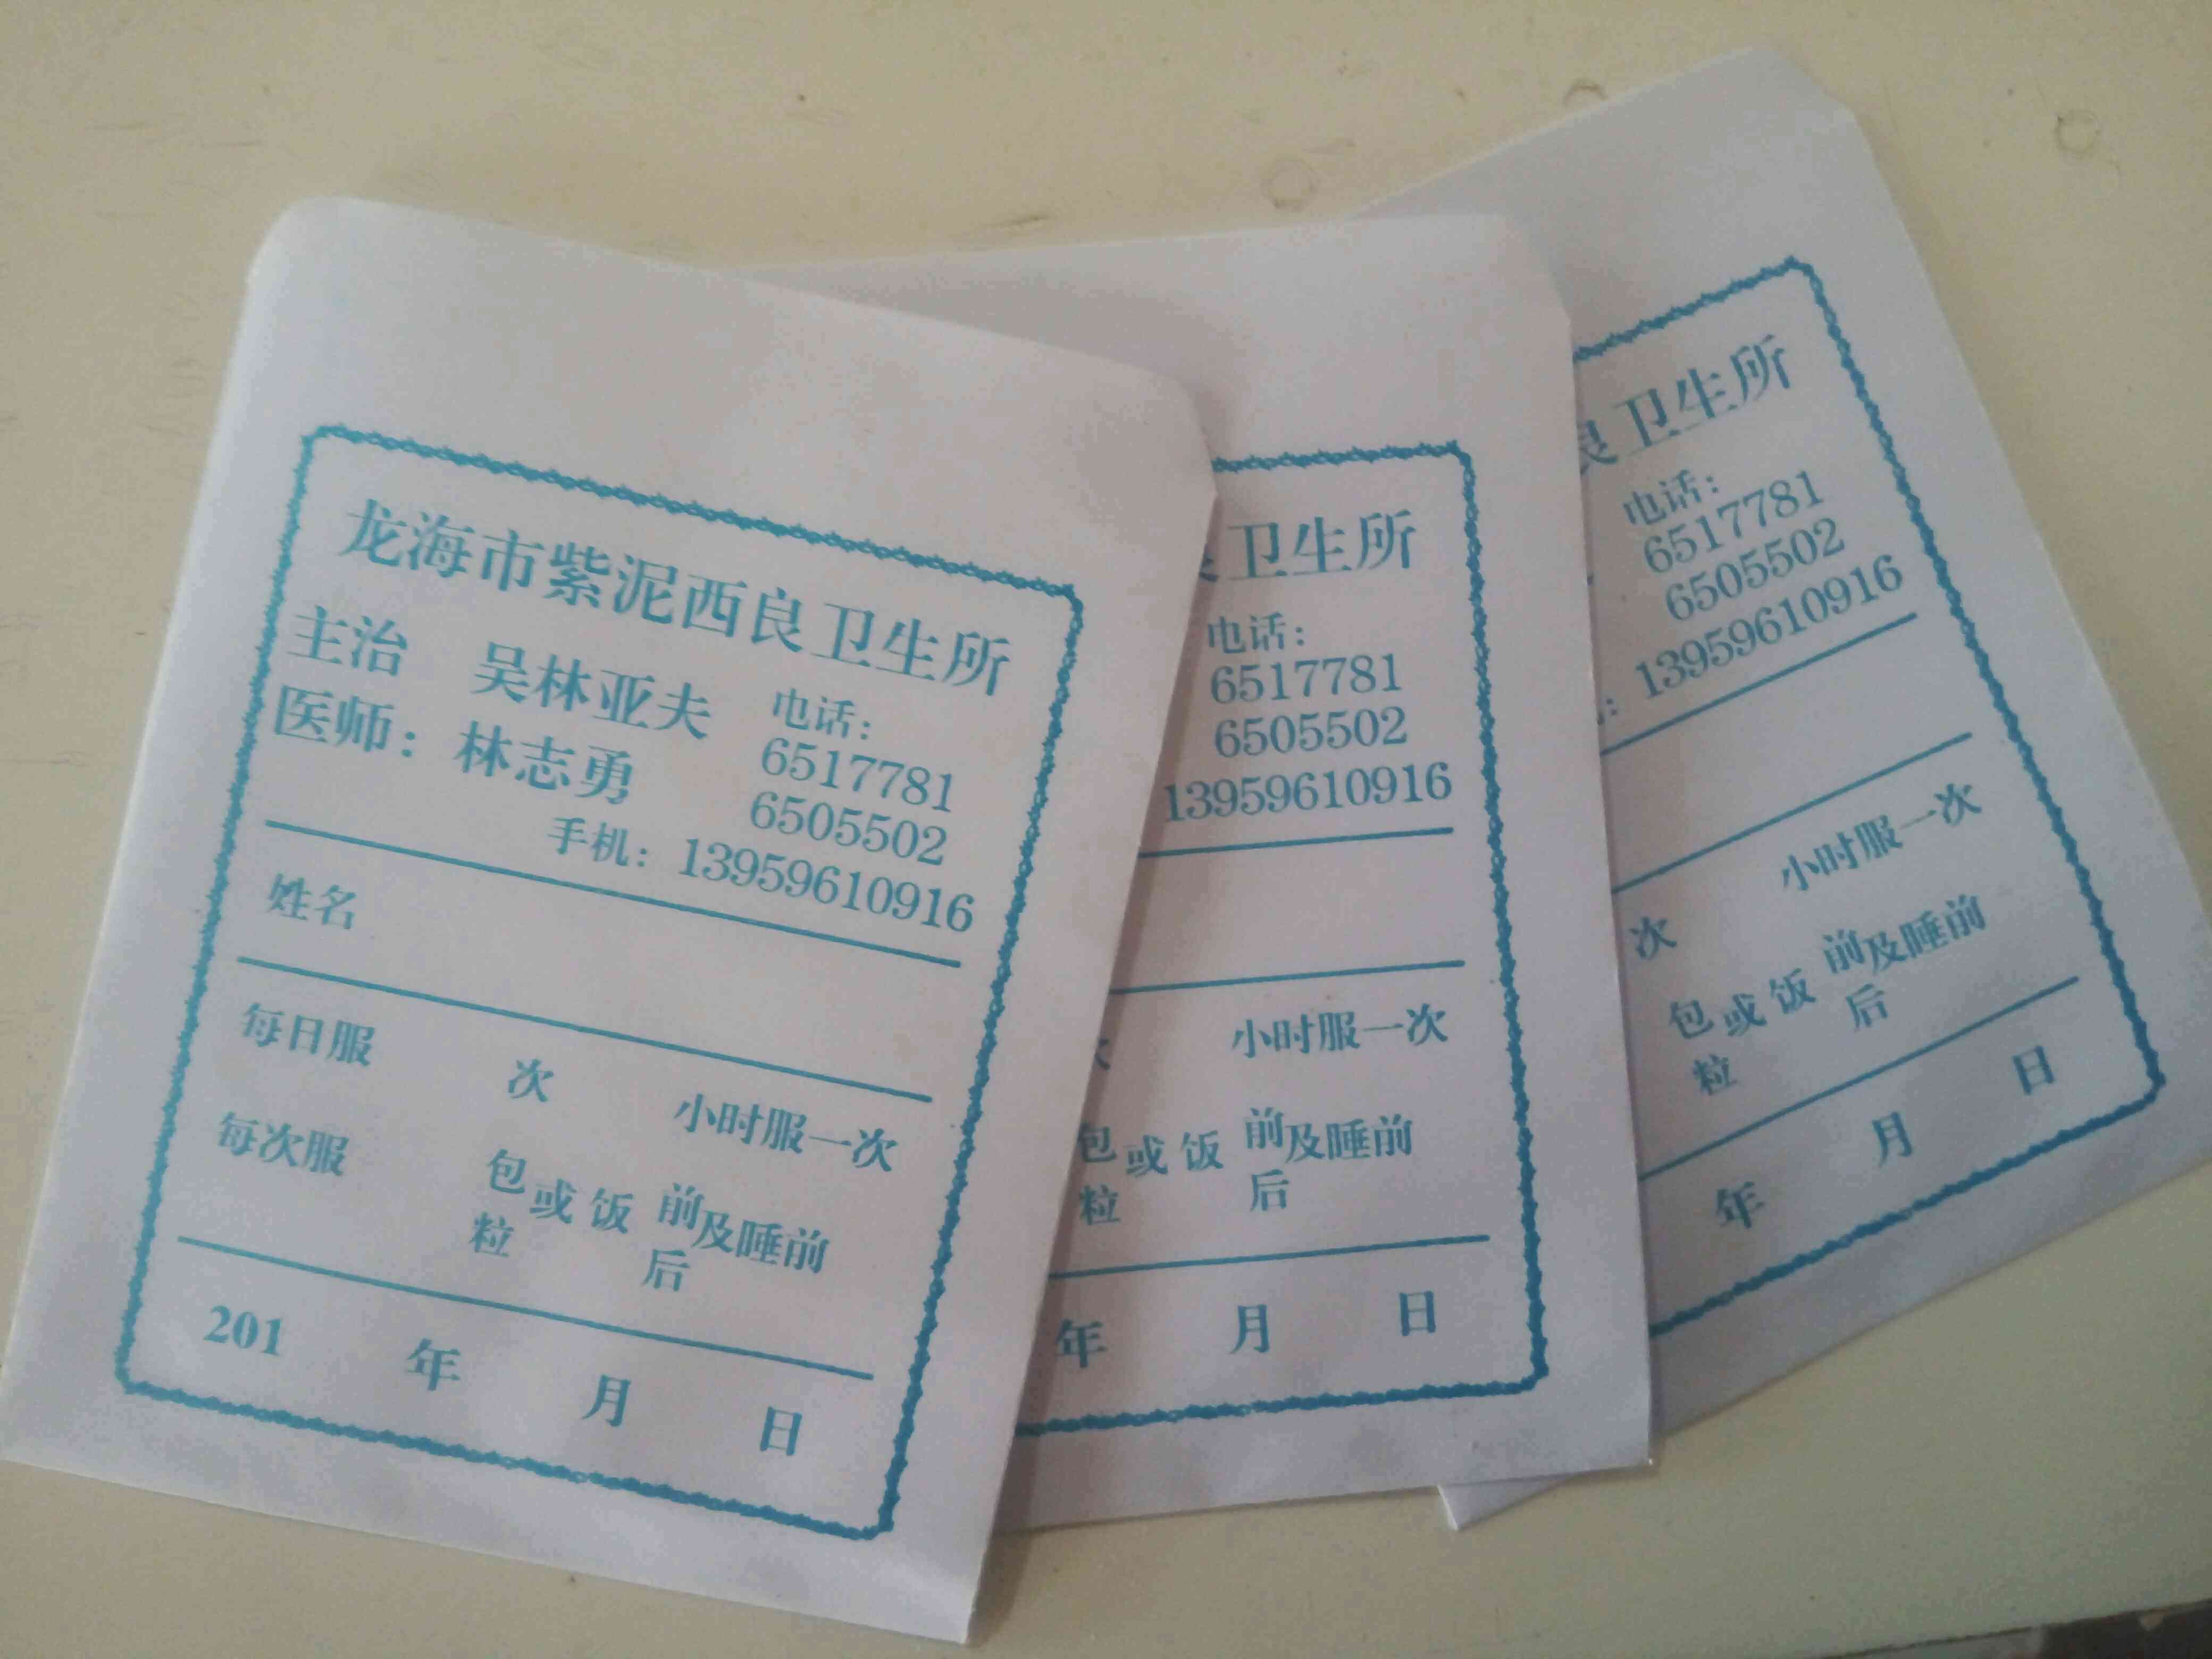 龙海市紫泥西良卫生所
主治 吴林亚夫 电话：
医师：林志勇 6517781
6505502
手机：13959610916
姓名
每日服 次 小时服一次
每次服 包或饭前及睡前
粒 后
201 年 月 日
卫生所
电话：
6517781
6505502
13959610916
小时服一次
包或饭前及睡前
粒 后
年 月 日
良卫生所
电话：
6517781
6505502
：13959610916
次 小时服一次
包或饭前及睡前
粒 后
年 月 日